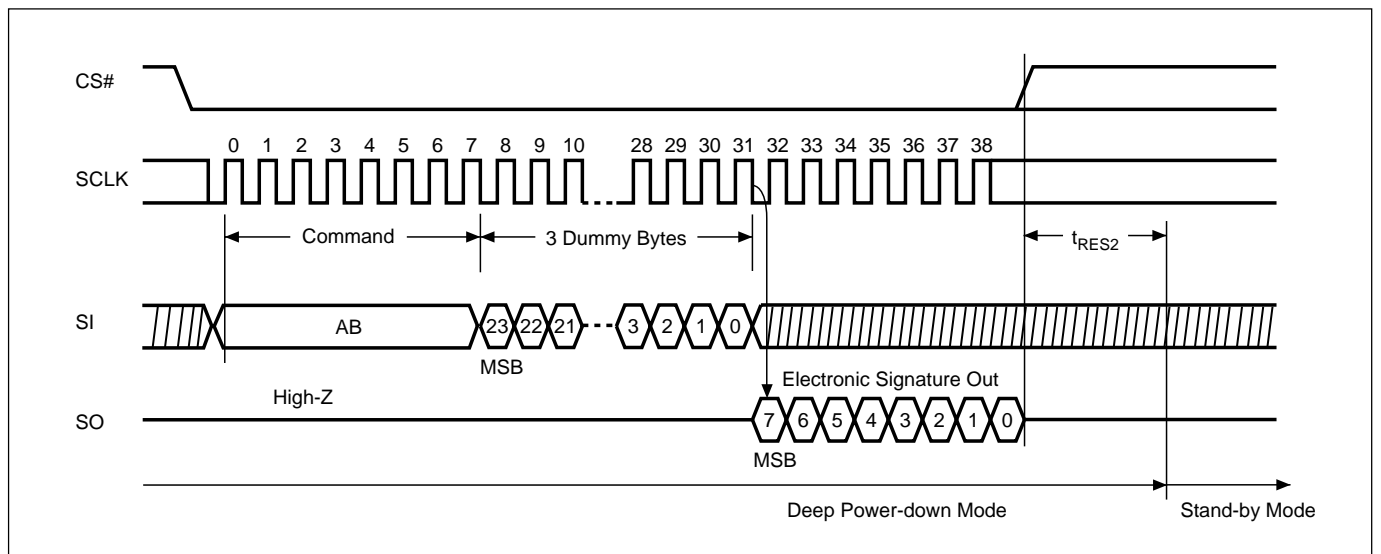 CS#
0 1 2 3 4 5 6 7 8 9 10 28 29 30 31 32 33 34 35 36 37 38
SCLK
Command 3 Dummy Bytes tRES2
SI AB 23 22 21 3 2 1 0
MSB
High-Z Electronic Signature Out
SO 7 6 5 4 3 2 1 0
MSB
Deep Power-down Mode Stand-by Mode